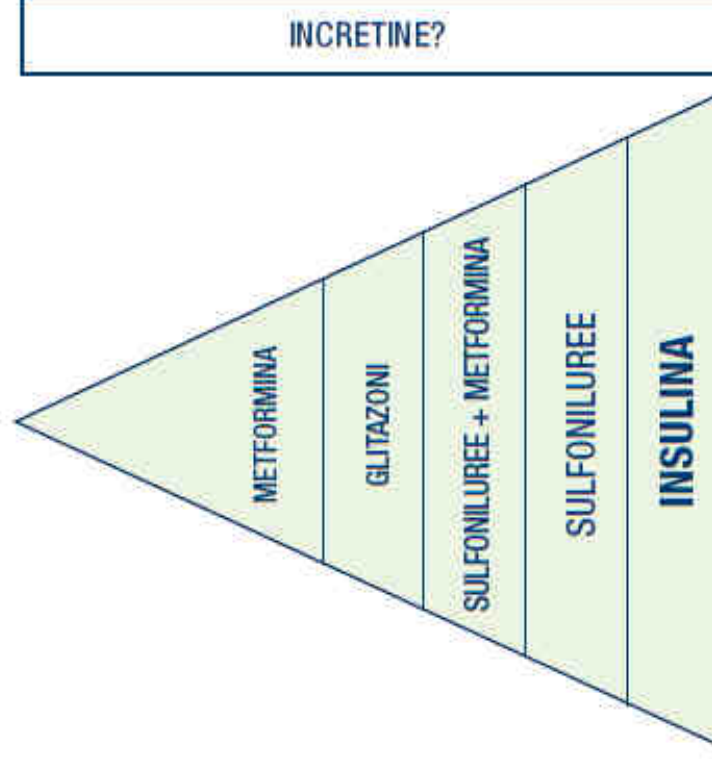 INCRETINE?
METFORMINA
GLITAZONI
SULFONILUREE + METFORMINA
SULFONILUREE
INSULINA